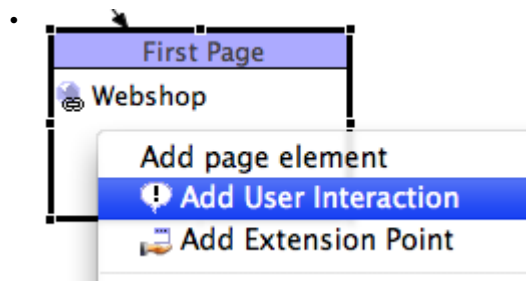 First Page
Webshop
Add page element
Add User Interaction
Add Extension Point